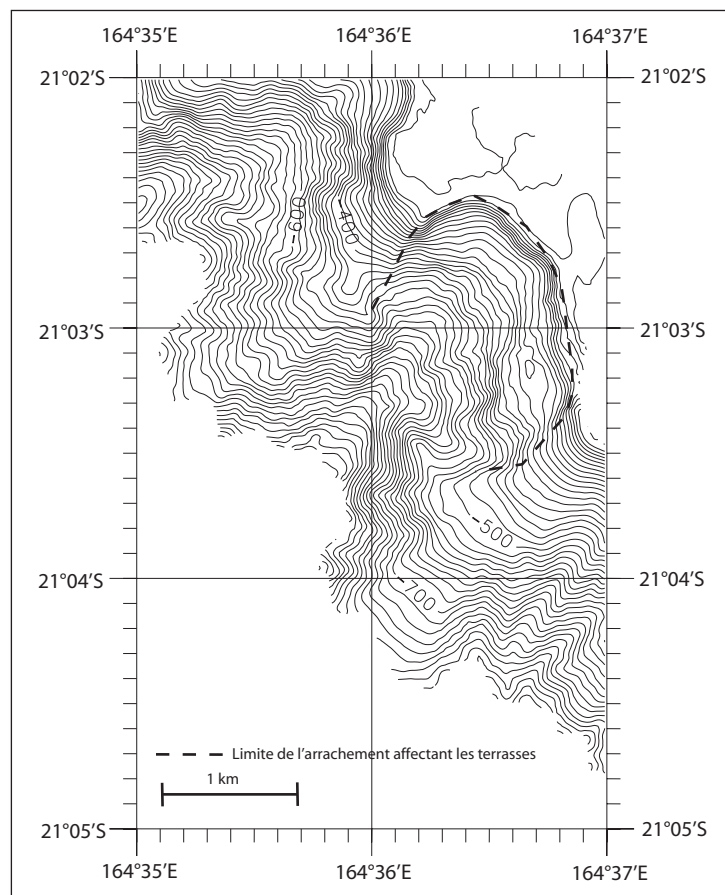 164°35'E 164°36'E 164°37'E
21°02'S 21°02'S
-600
-400
21°03'S 21°03'S
-500
21°04'S 21°04'S
-700
Limite de l'arrachement affectant les terrasses
1 km
21°05'S 21°05'S
164°35'E 164°36'E 164°37'E